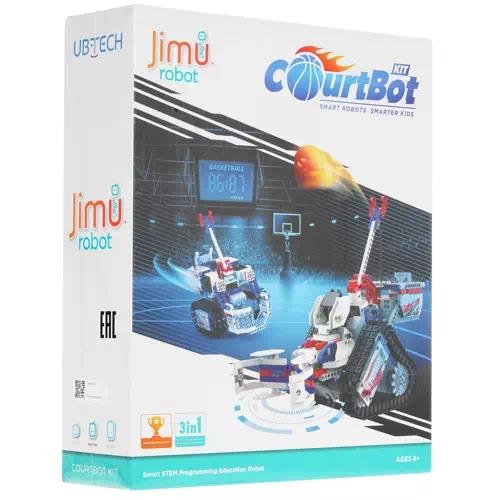 UBTECH
Jimu
robot
EAC
COURTBOT KIT
Jimu
robot
KIT
CourtBot
SMART ROBOTS. SMARTER KIDS
BASKETBALL
86:87
3in1
Smart STEM Programming Education Robot
AGES 8+